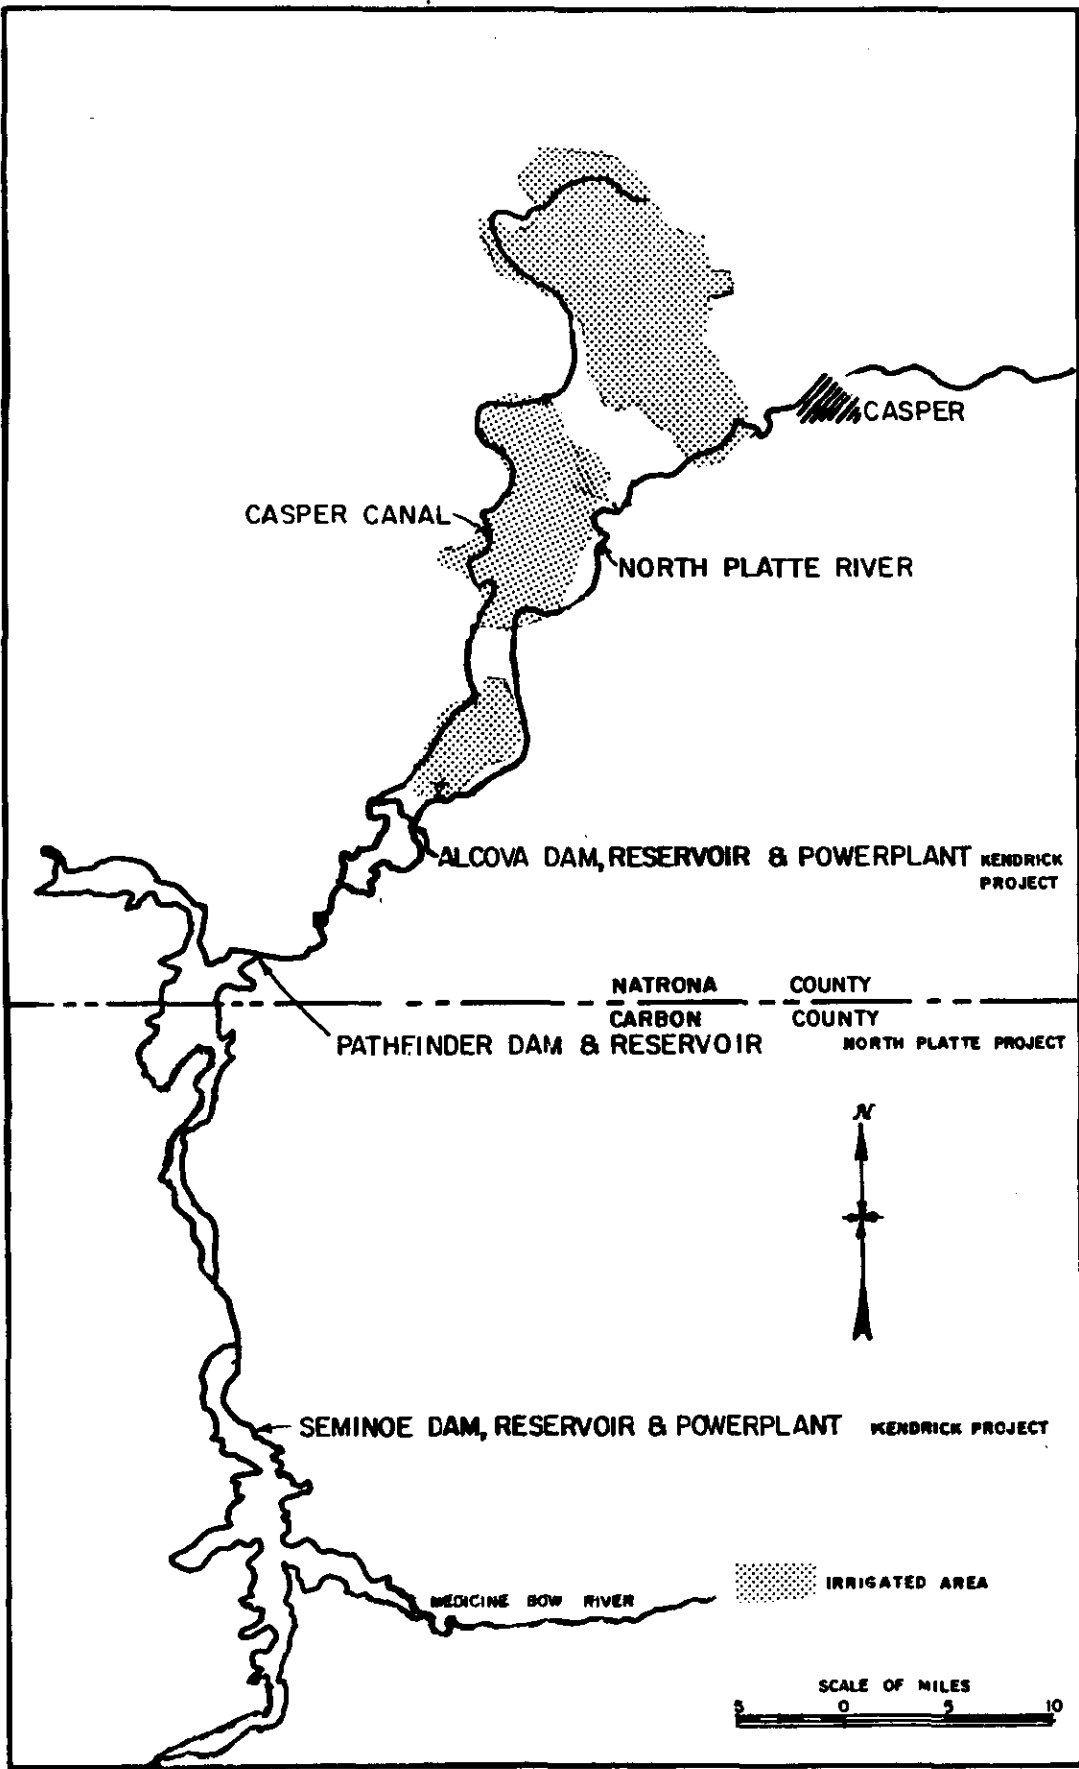 CASPER
CASPER CANAL
NORTH PLATTE RIVER
ALCOVA DAM, RESERVOIR & POWERPLANT KENDRICK
PROJECT
NATRONA COUNTY
CARBON COUNTY
PATHFINDER DAM & RESERVOIR NORTH PLATTE PROJECT
N
SEMINOE DAM, RESERVOIR & POWERPLANT KENDRICK PROJECT
IRRIGATED AREA
MEDICINE BOW RIVER
SCALE OF MILES
5 0 5 10